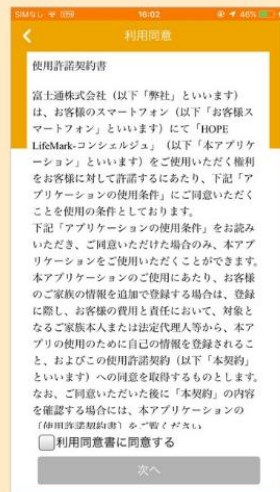 SIMなし 16:02 46%
利用同意
使用許諾契約書
富士通株式会社(以下「弊社」といいます)
は、お客様のスマートフォン(以下「お客様ス
マートフォン」といいます)にて「HOPE
LifeMark-コンシェルジュ」(以下「本アプリケ
ーション」といいます)をご使用いただく権利
をお客様に対して許諾するにあたり、下記「ア
プリケーションの使用条件」にご同意いただく
ことを使用の条件としております。
下記「アプリケーションの使用条件」をお読み
いただき、ご同意いただけた場合のみ、本アプ
リケーションをご使用いただくことができます。
本アプリケーションのご使用にあたり、お客様
のご家族の情報を追加で登録する場合は、登録
に際し、お客様の費用と責任において、対象と
なるご家族本人または法定代理人等から、本ア
プリの使用のために自己の情報を登録されるこ
と、およびこの使用許諾契約(以下「本契約」
といいます)への同意を取得するものとします。
なお、ご同意いただいた後に「本契約」の内容
を確認する場合には、本アプリケーションの
「使用許諾契約書」をご覧ください
利用同意書に同意する
次へ